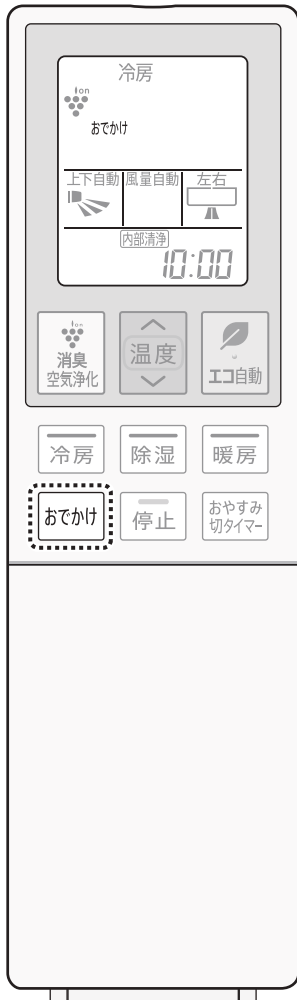 冷房
ion
おでかけ
上下自動 風量自動 左右
内部清浄
10:00
ion
消臭
空気浄化
温度
エコ自動
冷房 除湿 暖房
おでかけ 停止 おやすみ
切タイマー